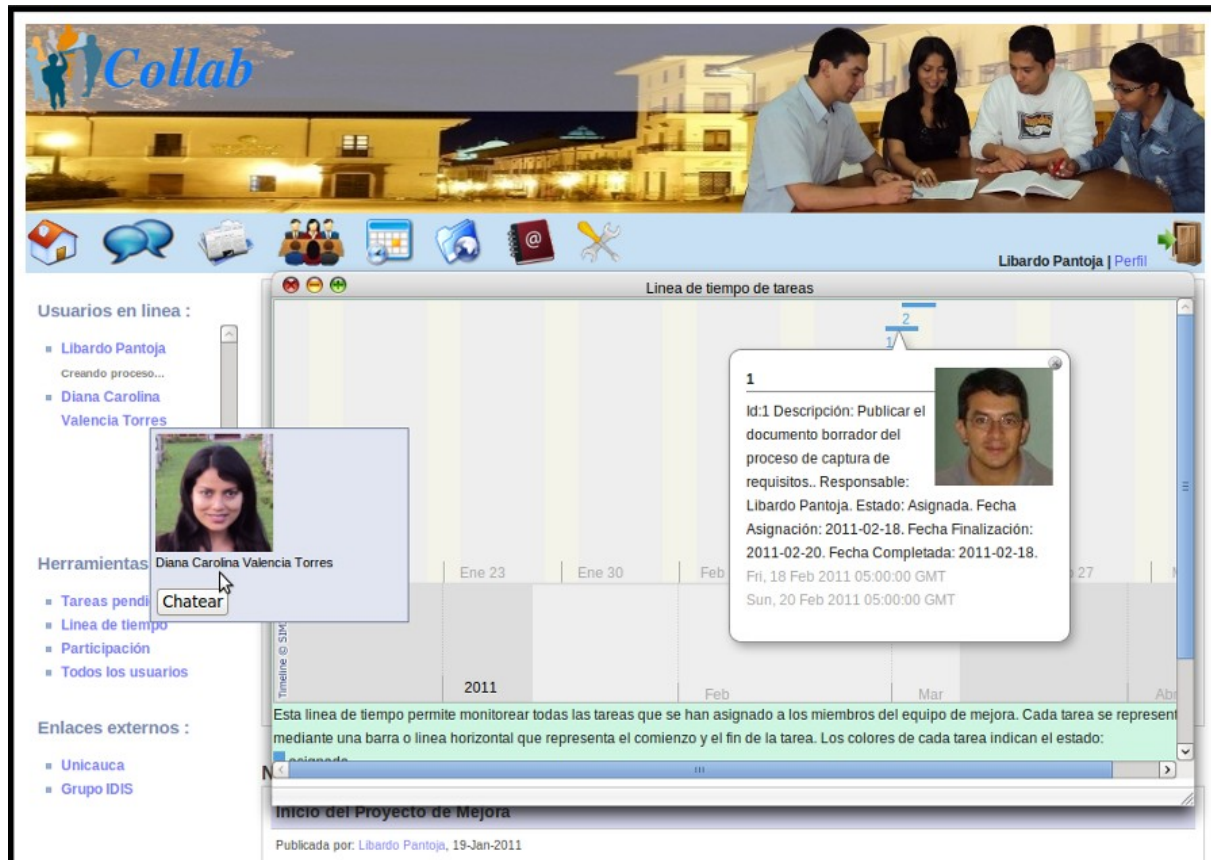 Collab
@
Libardo Pantoja | Perfil
Usuarios en linea :
Libardo Pantoja
Creando proceso...
Diana Carolina
Valencia Torres
Diana Carolina Valencia Torres
Chatear
Herramientas
Tareas pendi
Linea de tiempo
Participación
Todos los usuarios
Enlaces externos :
Unicauca
Grupo IDIS
Linea de tiempo de tareas
2
1
1
Id:1 Descripción: Publicar el
documento borrador del
proceso de captura de
requisitos.. Responsable:
Libardo Pantoja. Estado: Asignada. Fecha
Asignación: 2011-02-18. Fecha Finalización:
2011-02-20. Fecha Completada: 2011-02-18.
Fri, 18 Feb 2011 05:00:00 GMT
Sun, 20 Feb 2011 05:00:00 GMT
Ene 23 Ene 30 Feb 27
Timeline © SIMI
2011
Feb Mar Abr
Esta linea de tiempo permite monitorear todas las tareas que se han asignado a los miembros del equipo de mejora. Cada tarea se represent
mediante una barra o linea horizontal que representa el comienzo y el fin de la tarea. Los colores de cada tarea indican el estado:
asignada
N
Inicio del Proyecto de Mejora
Publicada por: Libardo Pantoja, 19-Jan-2011